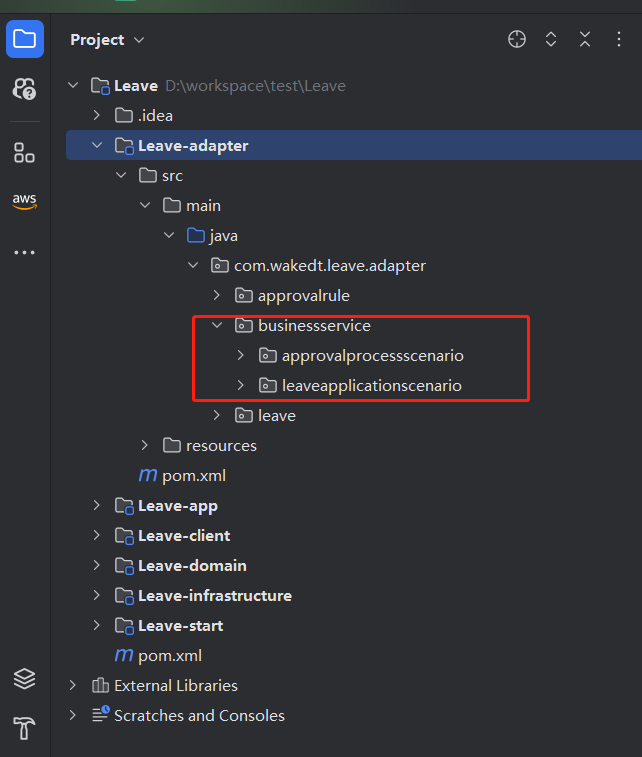 Project
Leave D:\workspace\test\Leave
.idea
Leave-adapter
src
main
java
com.wakedt.leave.adapter
approvalrule
businessservice
approvalprocessscenario
leaveapplicationscenario
leave
resources
m pom.xml
Leave-app
Leave-client
Leave-domain
Leave-infrastructure
Leave-start
m pom.xml
External Libraries
Scratches and Consoles
aws